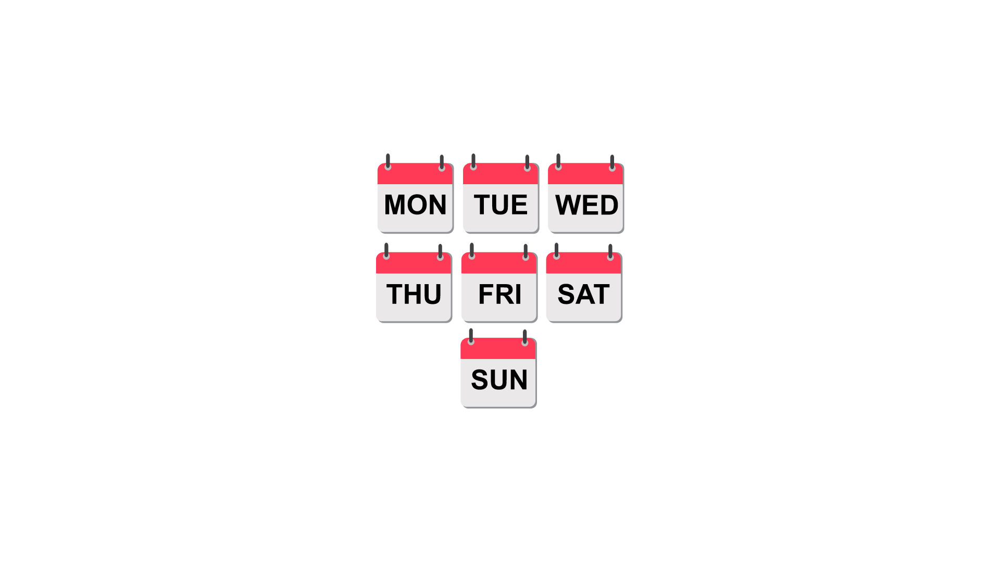 MON TUE WED
THU FRI SAT
SUN